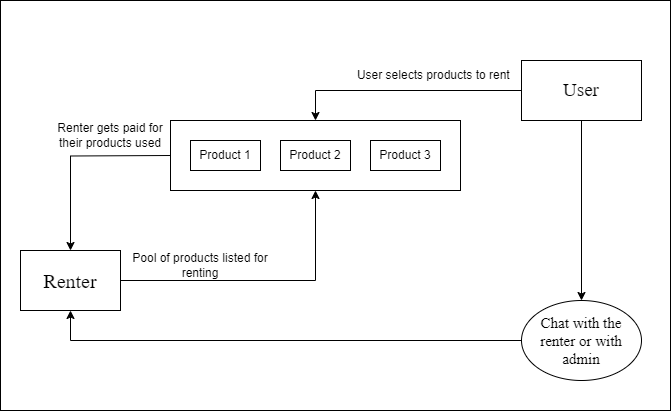 User selects products to rent
User
Renter gets paid for
their products used
Product 1
Product 2
Product 3
Pool of products listed for
renting
Renter
Chat with the
renter or with
admin